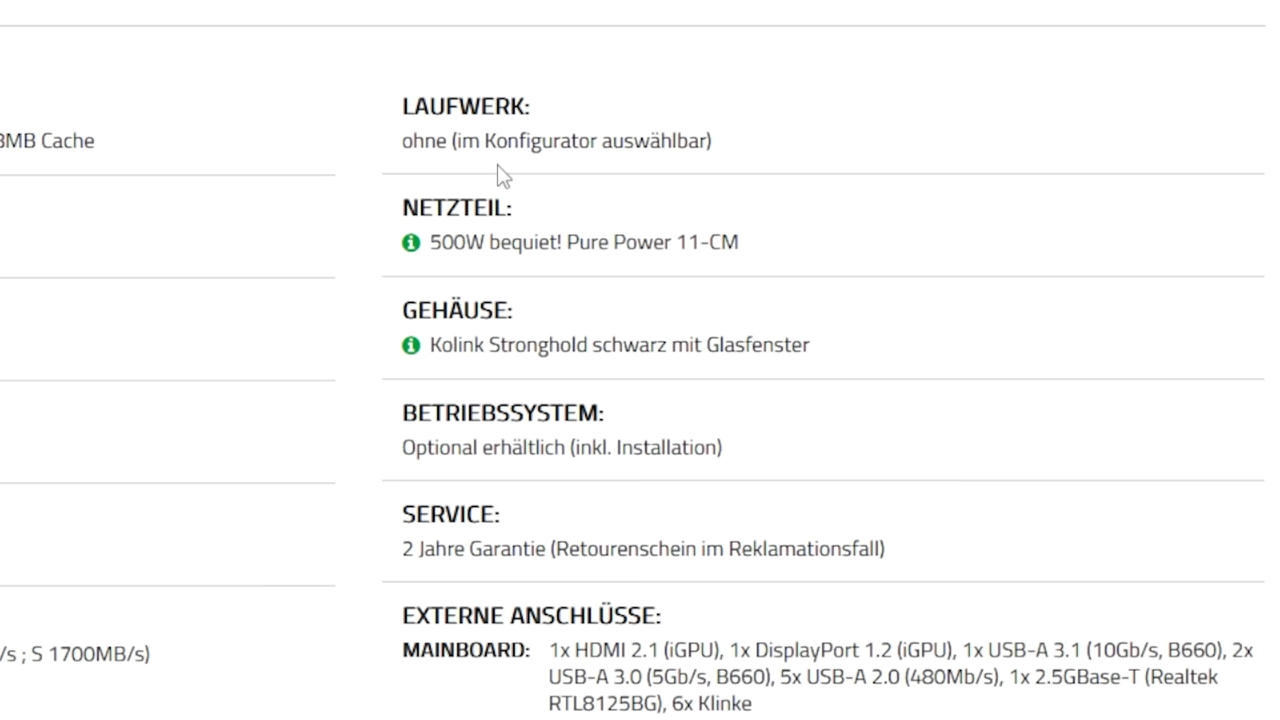 LAUFWERK:
MB Cache
ohne (im Konfigurator auswählbar)
NETZTEIL:
500W bequiet! Pure Power 11-CM
GEHÄUSE:
Kolink Stronghold schwarz mit Glasfenster
BETRIEBSSYSTEM:
Optional erhältlich (inkl. Installation)
SERVICE:
2 Jahre Garantie (Retourenschein im Reklamationsfall)
EXTERNE ANSCHLÜSSE:
/s ; S 1700MB/s)
MAINBOARD: 1x HDMI 2.1 (iGPU), 1x DisplayPort 1.2 (iGPU), 1x USB-A 3.1 (10Gb/s, B660), 2x
USB-A 3.0 (5Gb/s, B660), 5x USB-A 2.0 (480Mb/s), 1x 2.5GBase-T (Realtek
RTL8125BG), 6x Klinke